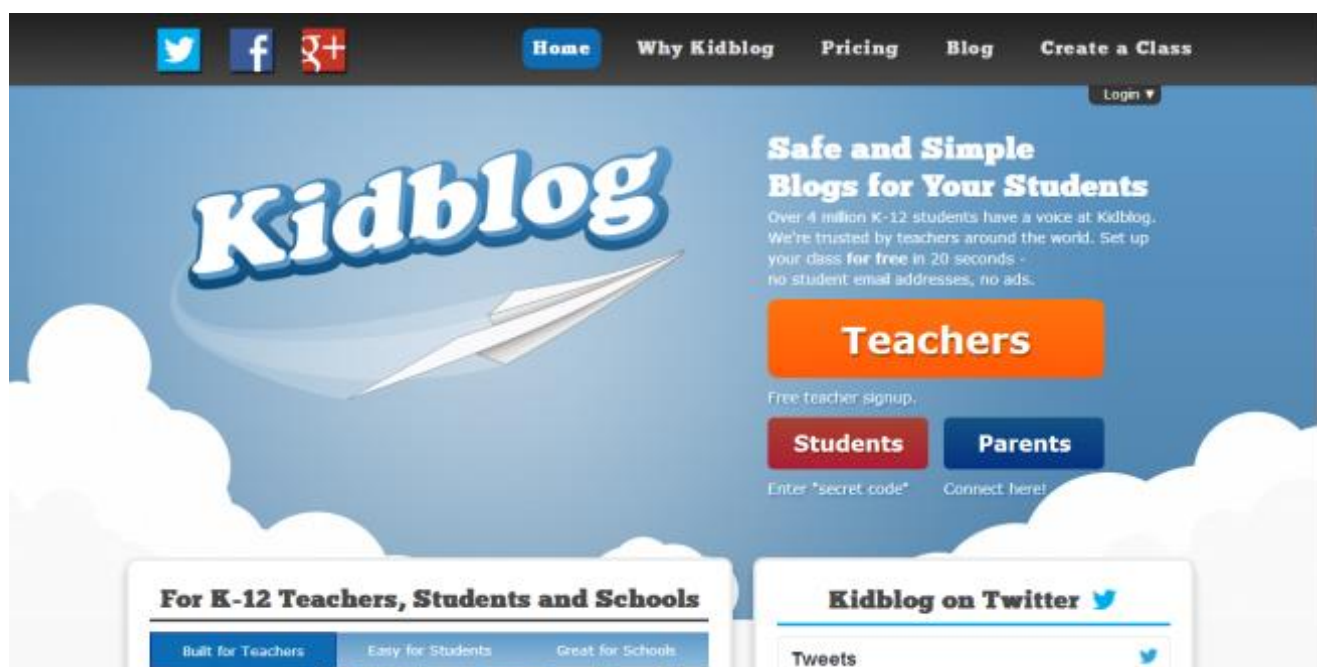 Home Why Kidblog Pricing Blog Create a Class
Login ▼
Kidblog
Safe and Simple
Blogs for Your Students
Over 4 million K-12 students have a voice at Kidblog.
We're trusted by teachers around the world. Set up
your class for free in 20 seconds -
no student email addresses, no ads.
Teachers
Free teacher signup.
Students Parents
Enter "secret code" Connect here!
For K-12 Teachers, Students and Schools
Built for Teachers Easy for Students Great for Schools
Kidblog on Twitter
Tweets